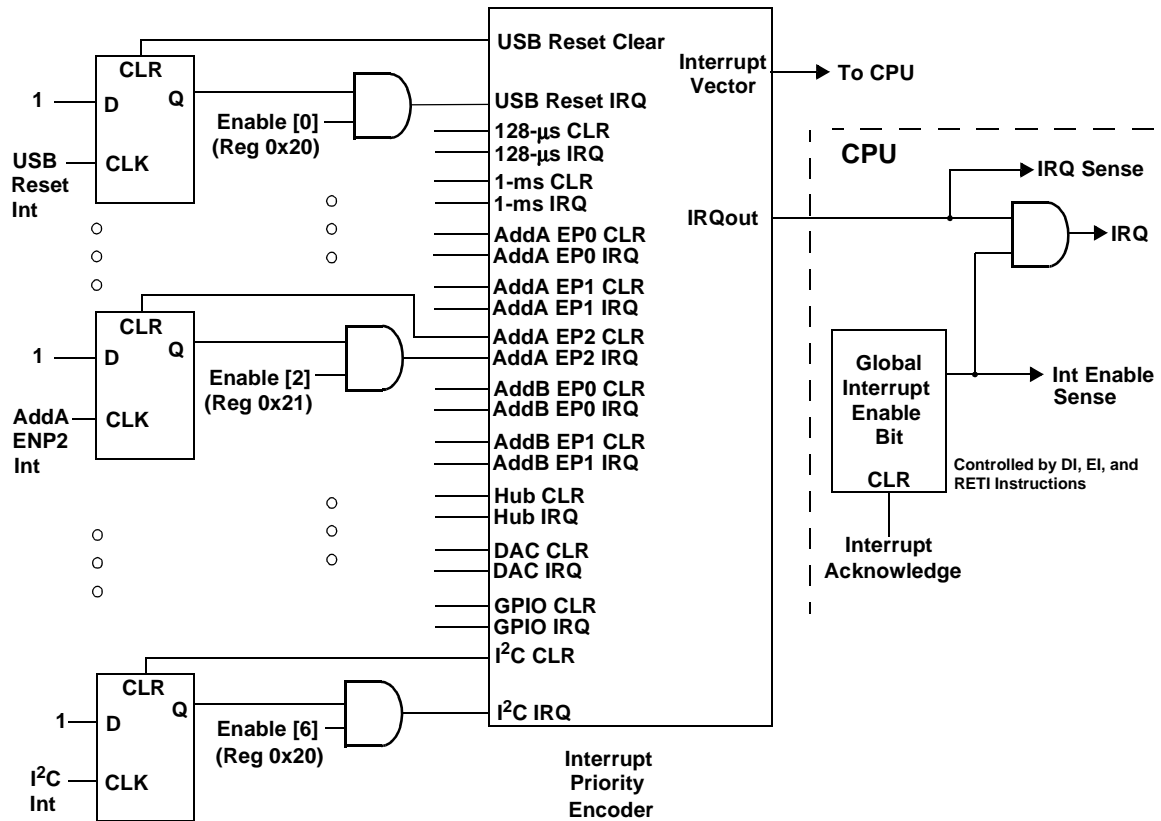 CLR
D
Q
CLK
1
USB
Reset
Int
Enable [0]
(Reg 0x20)
CLR
D
Q
CLK
1
AddA
ENP2
Int
Enable [2]
(Reg 0x21)
CLR
D
Q
CLK
1
I²C
Int
Enable [6]
(Reg 0x20)
USB Reset Clear
USB Reset IRQ
128-μs CLR
128-μs IRQ
1-ms CLR
1-ms IRQ
AddA EP0 CLR
AddA EP0 IRQ
AddA EP1 CLR
AddA EP1 IRQ
AddA EP2 CLR
AddA EP2 IRQ
AddB EP0 CLR
AddB EP0 IRQ
AddB EP1 CLR
AddB EP1 IRQ
Hub CLR
Hub IRQ
DAC CLR
DAC IRQ
GPIO CLR
GPIO IRQ
I²C CLR
I²C IRQ
Interrupt
Vector
IRQout
Interrupt
Priority
Encoder
To CPU
CPU
IRQ Sense
IRQ
Global
Interrupt
Enable
Bit
CLR
Int Enable
Sense
Controlled by DI, EI, and
RETI Instructions
Interrupt
Acknowledge